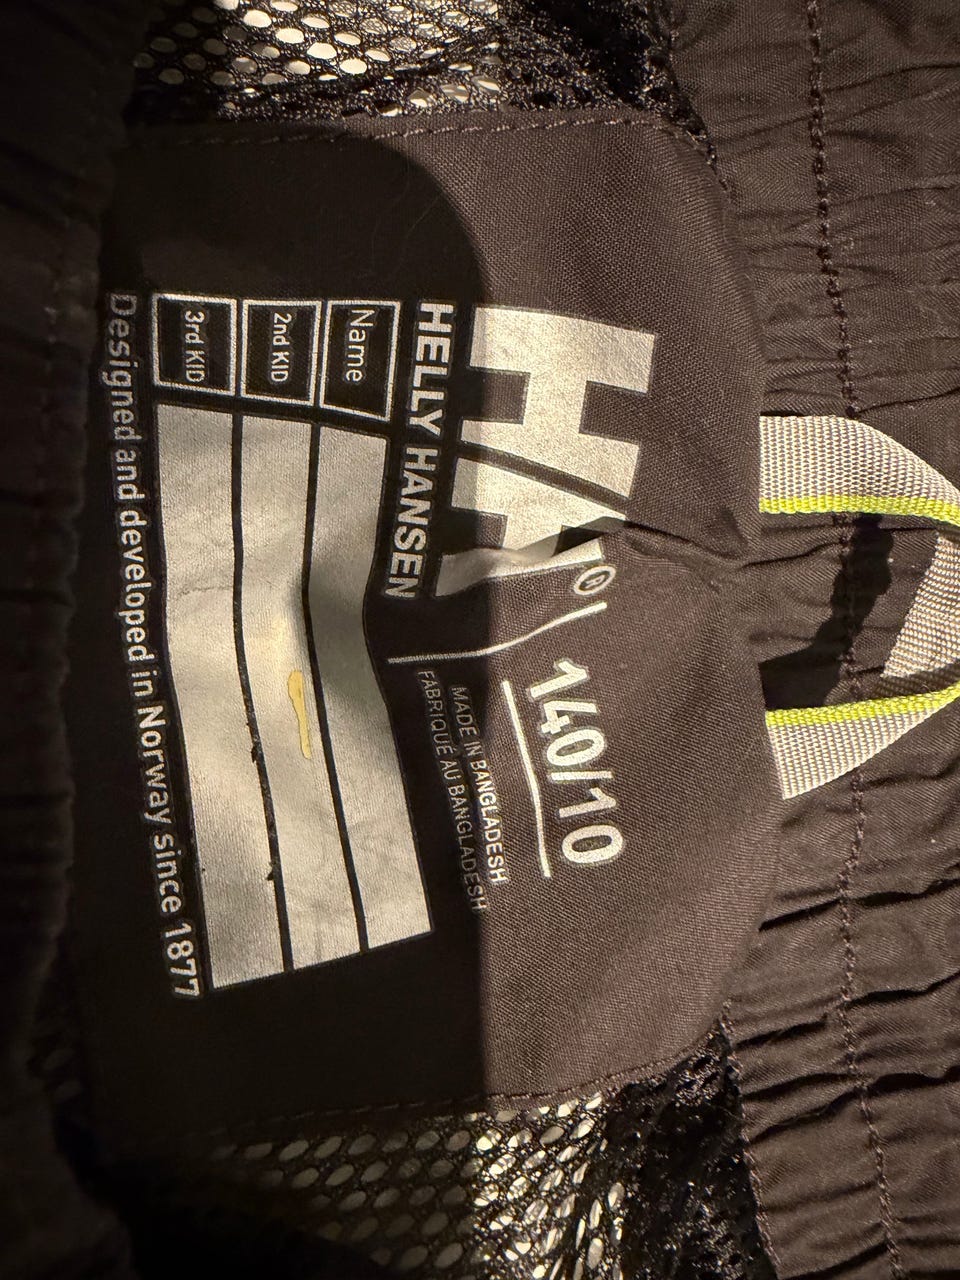 HH®
HELLY HANSEN
140/10
MADE IN BANGLADESH
FABRIQUÉ AU BANGLADESH
Name
2nd KID
3rd KID
Designed and developed in Norway since 1877